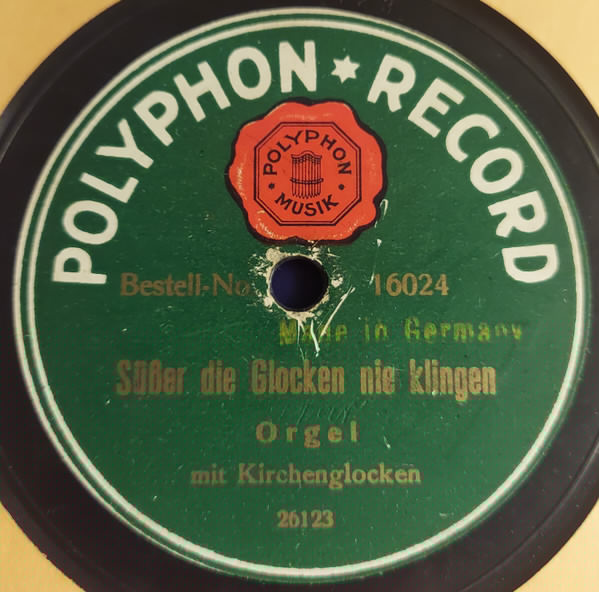 POLYPHON ★ RECORD
POLYPHON
MUSIK
Bestell-No 16024
Made in Germany
Süßer die Glocken nie klingen
Orgel
mit Kirchenglocken
26123